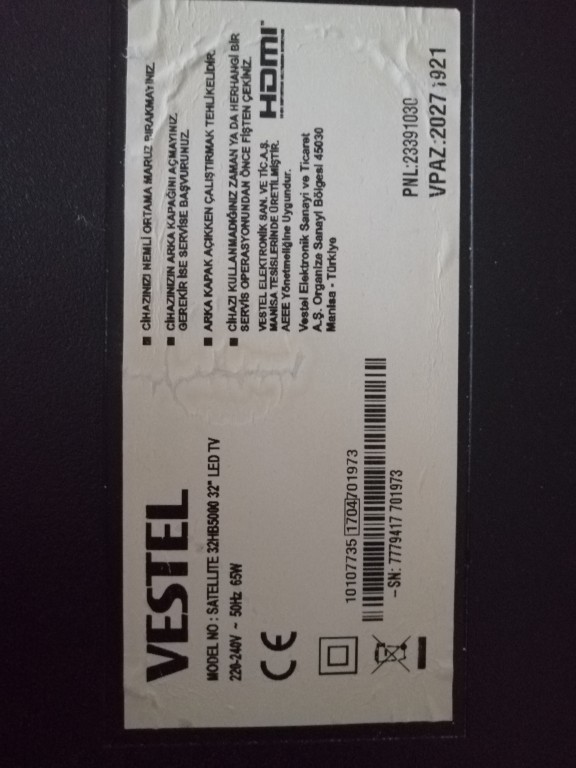 VESTEL
MODEL NO : SATELLITE 32HB5000 32" LED TV
220-240V ~ 50Hz 65W
CE
10107735 1704 701973
SN: 7779417 701973
CİHAZINIZI NEMLİ ORTAMA MARUZ BIRAKMAYINIZ.
CİHAZINIZIN ARKA KAPAĞINI AÇMAYINIZ.
GEREKİR İSE SERVİSE BAŞVURUNUZ.
ARKA KAPAK AÇIKKEN ÇALIŞTIRMAK TEHLİKELİDİR.
CİHAZI KULLANMADIĞINIZ ZAMAN YA DA HERHANGİ BİR
SERVİS OPERASYONUNDAN ÖNCE FİŞTEN ÇEKİNİZ.
VESTEL ELEKTRONİK SAN. VE TİC.A.Ş.
MANİSA TESİSLERİNDE ÜRETİLMİŞTİR.
AEEE Yönetmeliğine Uygundur.
HDMI
Vestel Elektronik Sanayi ve Ticaret
A.Ş. Organize Sanayi Bölgesi 45030
Manisa - Türkiye
PNL:23391030